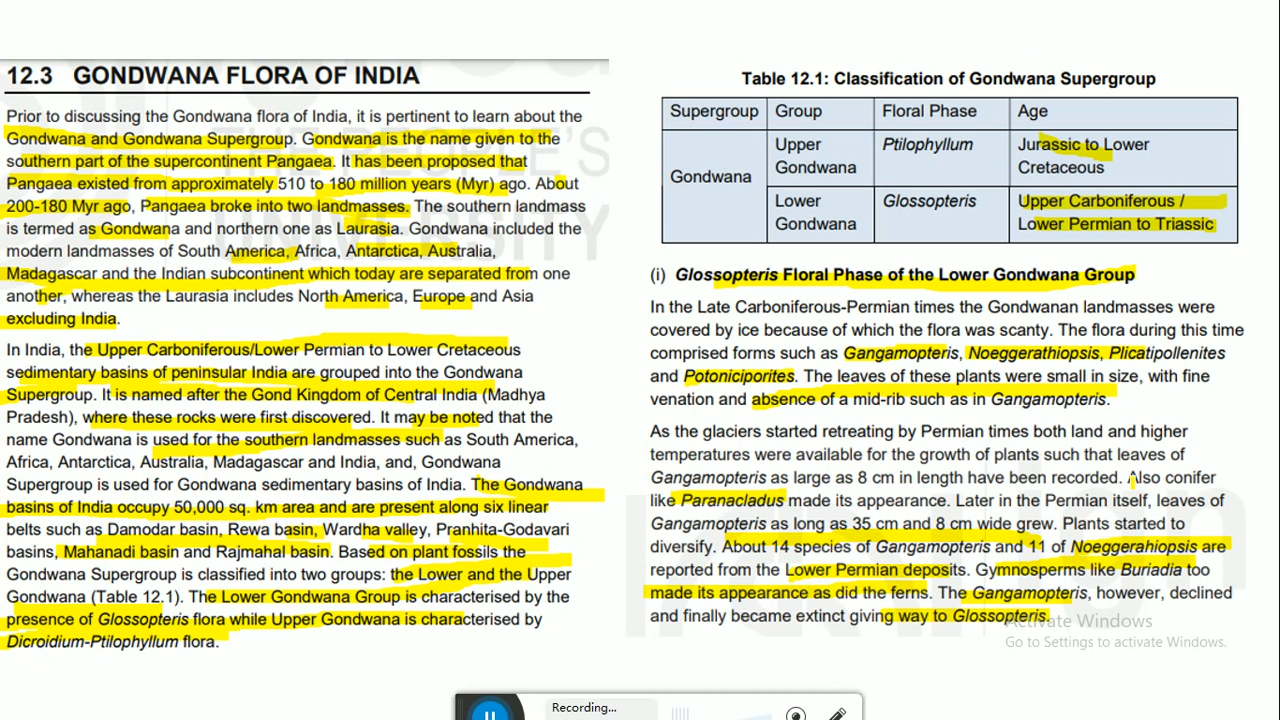 12.3 GONDWANA FLORA OF INDIA
Prior to discussing the Gondwana flora of India, it is pertinent to learn about the
Gondwana and Gondwana Supergroup. Gondwana is the name given to the
southern part of the supercontinent Pangaea. It has been proposed that
Pangaea existed from approximately 510 to 180 million years (Myr) ago. About
200-180 Myr ago, Pangaea broke into two landmasses. The southern landmass
is termed as Gondwana and northern one as Laurasia. Gondwana included the
modern landmasses of South America, Africa, Antarctica, Australia,
Madagascar and the Indian subcontinent which today are separated from one
another, whereas the Laurasia includes North America, Europe and Asia
excluding India.
In India, the Upper Carboniferous/Lower Permian to Lower Cretaceous
sedimentary basins of peninsular India are grouped into the Gondwana
Supergroup. It is named after the Gond Kingdom of Central India (Madhya
Pradesh), where these rocks were first discovered. It may be noted that the
name Gondwana is used for the southern landmasses such as South America,
Africa, Antarctica, Australia, Madagascar and India, and, Gondwana
Supergroup is used for Gondwana sedimentary basins of India. The Gondwana
basins of India occupy 50,000 sq. km area and are present along six linear
belts such as Damodar basin, Rewa basin, Wardha valley, Pranhita-Godavari
basins, Mahanadi basin and Rajmahal basin. Based on plant fossils the
Gondwana Supergroup is classified into two groups: the Lower and the Upper
Gondwana (Table 12.1). The Lower Gondwana Group is characterised by the
presence of Glossopteris flora while Upper Gondwana is characterised by
Dicroidium-Ptilophyllum flora.
Table 12.1: Classification of Gondwana Supergroup
Supergroup Group Floral Phase Age
Gondwana
Upper Gondwana Ptilophyllum Jurassic to Lower Cretaceous
Lower Gondwana Glossopteris Upper Carboniferous / Lower Permian to Triassic
(i) Glossopteris Floral Phase of the Lower Gondwana Group
In the Late Carboniferous-Permian times the Gondwanan landmasses were
covered by ice because of which the flora was scanty. The flora during this time
comprised forms such as Gangamopteris, Noeggerathiopsis, Plicatipollenites
and Potoniciporites. The leaves of these plants were small in size, with fine
venation and absence of a mid-rib such as in Gangamopteris.
As the glaciers started retreating by Permian times both land and higher
temperatures were available for the growth of plants such that leaves of
Gangamopteris as large as 8 cm in length have been recorded. Also conifer
like Paranacladus made its appearance. Later in the Permian itself, leaves of
Gangamopteris as long as 35 cm and 8 cm wide grew. Plants started to
diversify. About 14 species of Gangamopteris and 11 of Noeggerahiopsis are
reported from the Lower Permian deposits. Gymnosperms like Buriadia too
made its appearance as did the ferns. The Gangamopteris, however, declined
and finally became extinct giving way to Glossopteris.
Activate Windows
Go to Settings to activate Windows.
THE PEOPLE'S
UNIVERSITY
Recording...